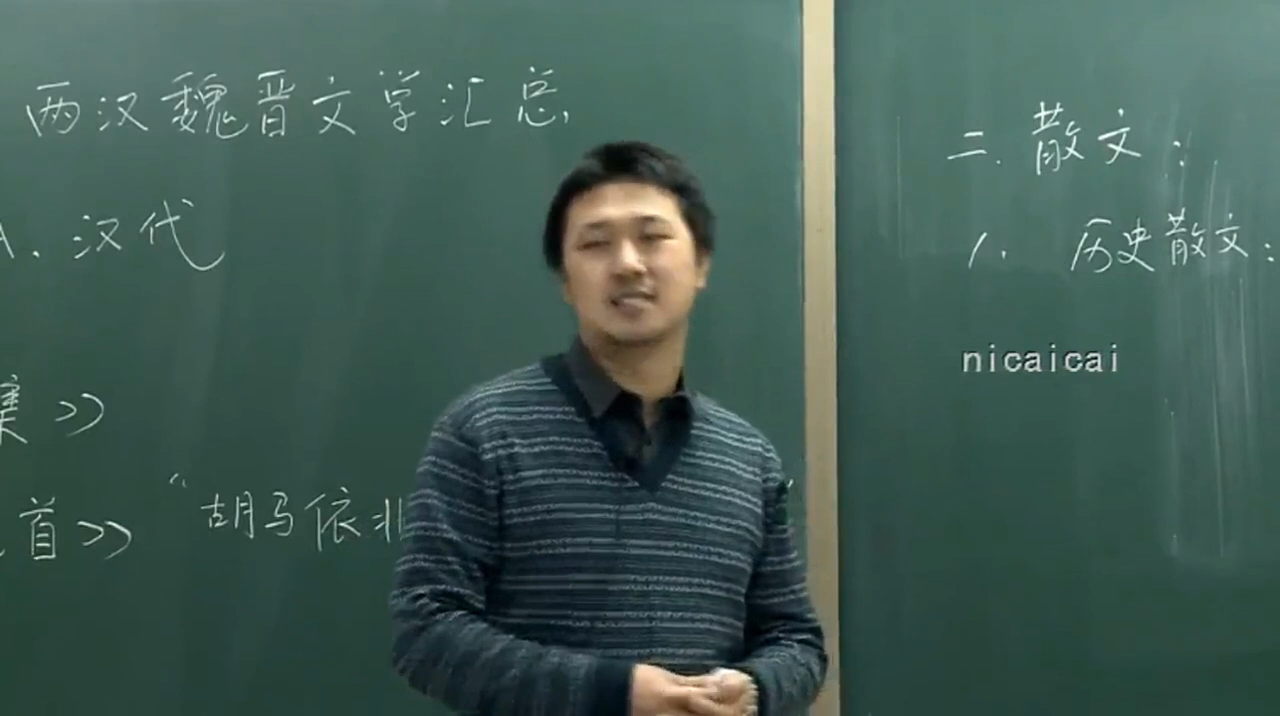 两汉魏晋文学汇总
A. 汉代
集》
首》 “胡马依北
二. 散文：
1. 历史散文：
nicaicai